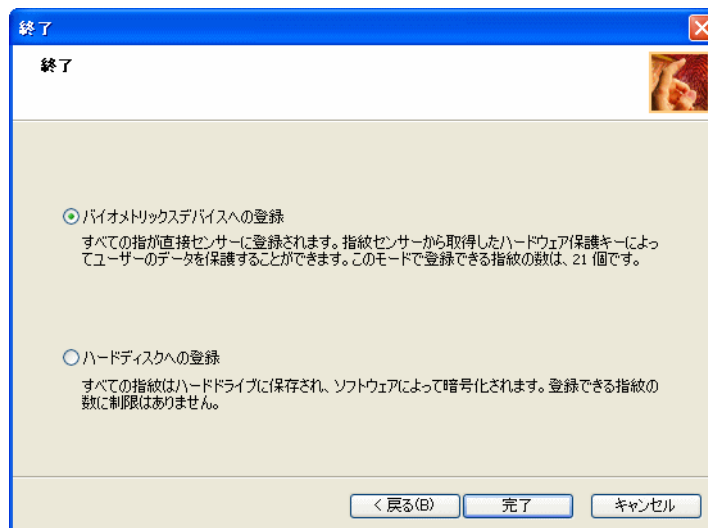 終了
終了
バイオメトリックスデバイスへの登録
すべての指が直接センサーに登録されます。指紋センサーから取得したハードウェア保護キーによっ
てユーザーのデータを保護することができます。このモードで登録できる指紋の数は、21 個です。
ハードディスクへの登録
すべての指紋はハードドライブに保存され、ソフトウェアによって暗号化されます。登録できる指紋の
数に制限はありません。
< 戻る(B) 完了 キャンセル